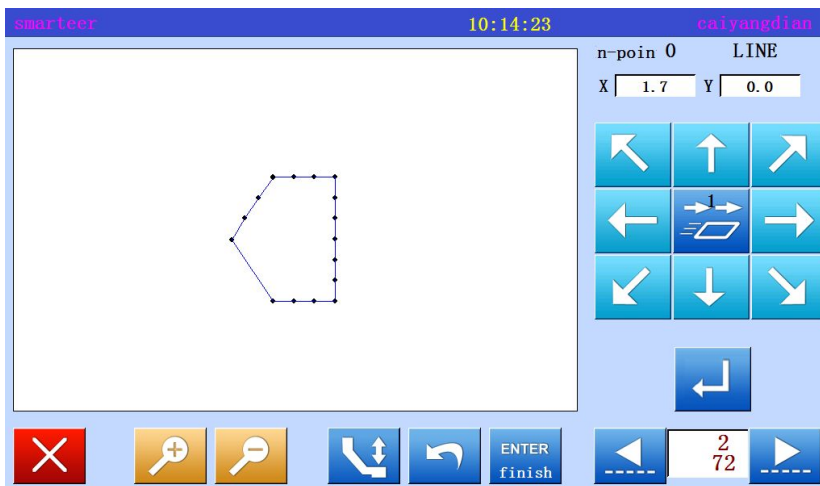 smarteer 10:14:23 caiyangdian
n-poin 0 LINE
X 1.7 Y 0.0
1
ENTER
finish
2
72